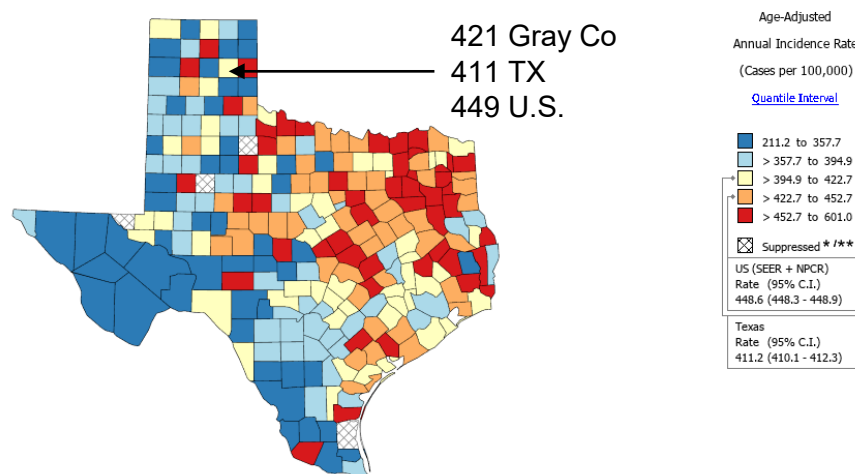 421 Gray Co
411 TX
449 U.S.
Age-Adjusted
Annual Incidence Rate
(Cases per 100,000)
Quantile Interval
211.2 to 357.7
> 357.7 to 394.9
> 394.9 to 422.7
> 422.7 to 452.7
> 452.7 to 601.0
Suppressed */**
US (SEER + NPCR)
Rate (95% C.I.)
448.6 (448.3 - 448.9)
Texas
Rate (95% C.I.)
411.2 (410.1 - 412.3)